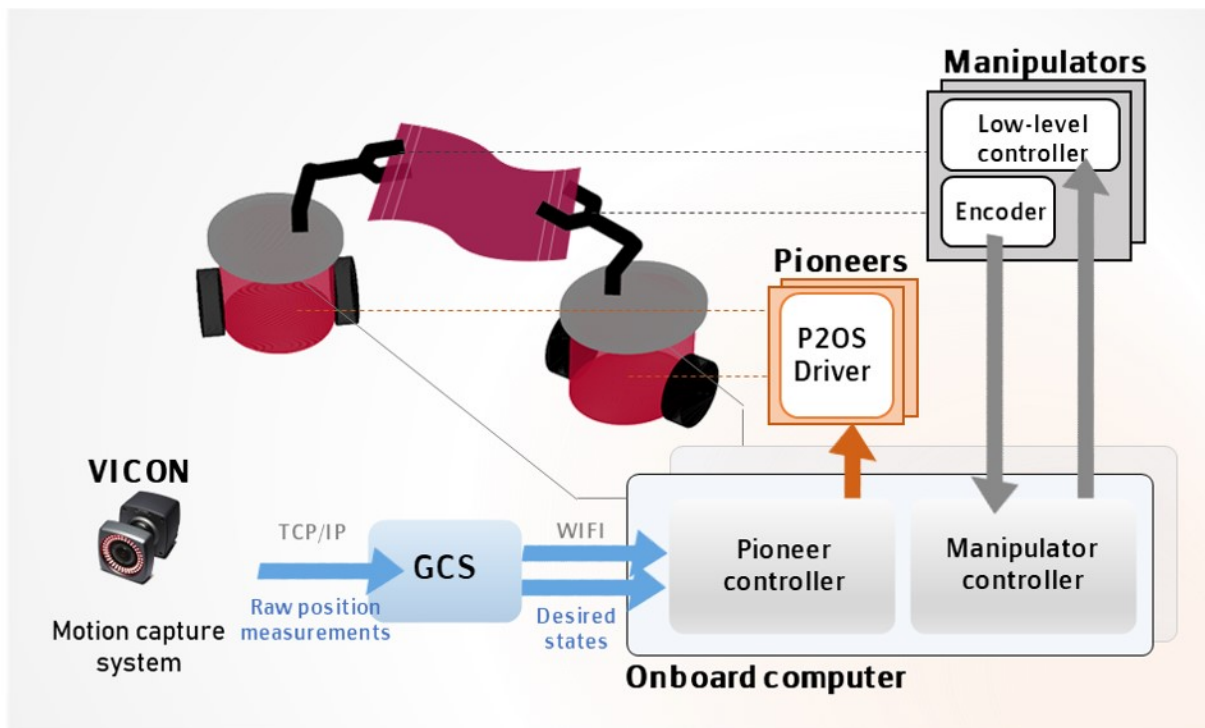 Manipulators
Low-level
controller
Encoder
Pioneers
P2OS
Driver
VICON
Motion capture
system
TCP/IP
Raw position
measurements
GCS
WIFI
Desired
states
Pioneer
controller
Manipulator
controller
Onboard computer